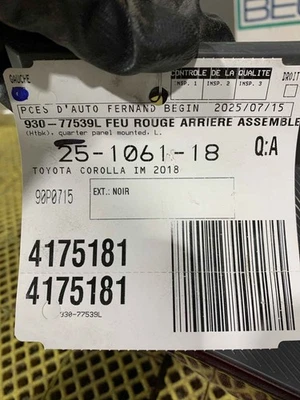 BE
GAUCHE
CONTROLE DE LA QUALITE
DROIT
INSP. 1 INSP. 2 INSP. 3
PCES D'AUTO FERNAND BEGIN 2025/07/15
930-77539L FEU ROUGE ARRIERE ASSEMBLE
(Htbk), quarter panel mounted, L.
25-1061-18 Q:A
TOYOTA COROLLA IM 2018
90P0715
EXT.: NOIR
4175181
4175181
930-77539L